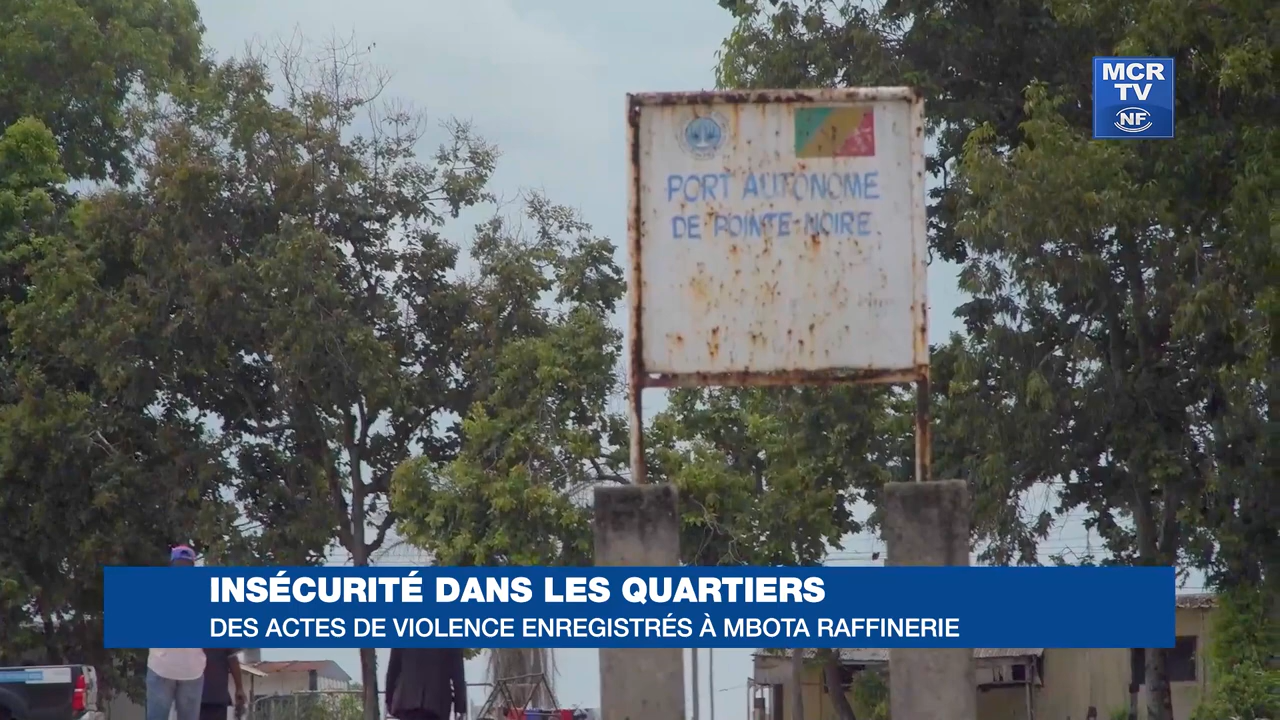 MCR
TV
NF
PORT AUTONOME
DE POINTE-NOIRE.
INSÉCURITÉ DANS LES QUARTIERS
DES ACTES DE VIOLENCE ENREGISTRÉS À MBOTA RAFFINERIE